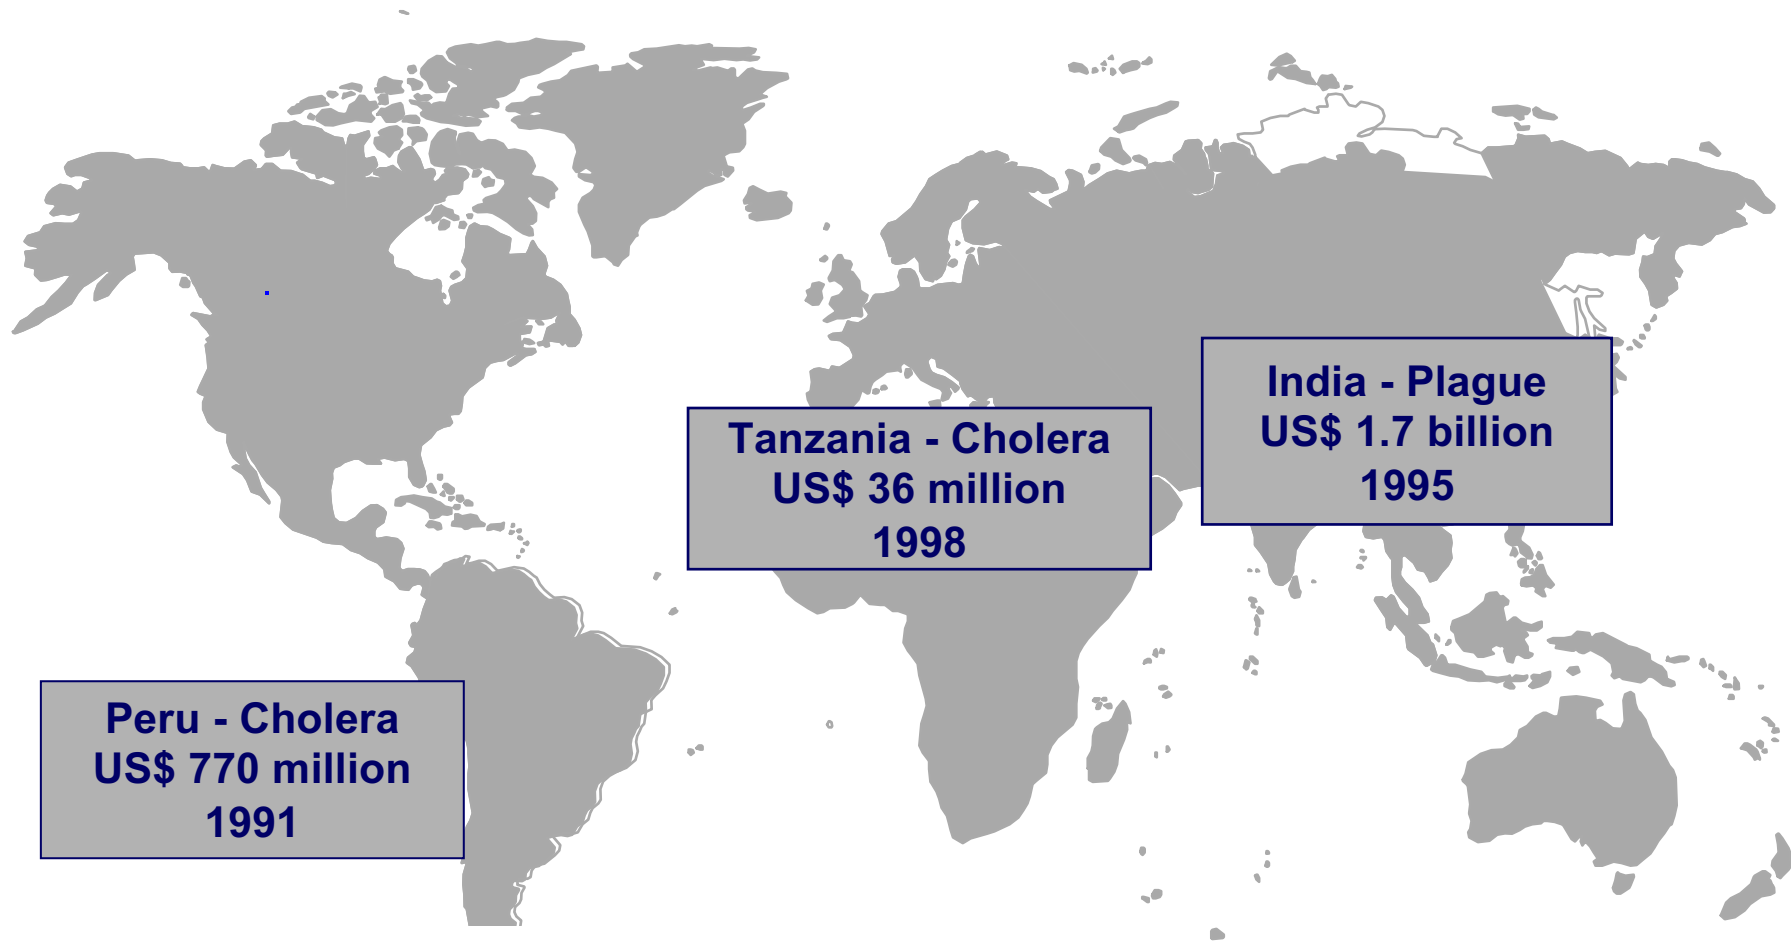 India - Plague
US$ 1.7 billion
1995
Tanzania - Cholera
US$ 36 million
1998
Peru - Cholera
US$ 770 million
1991